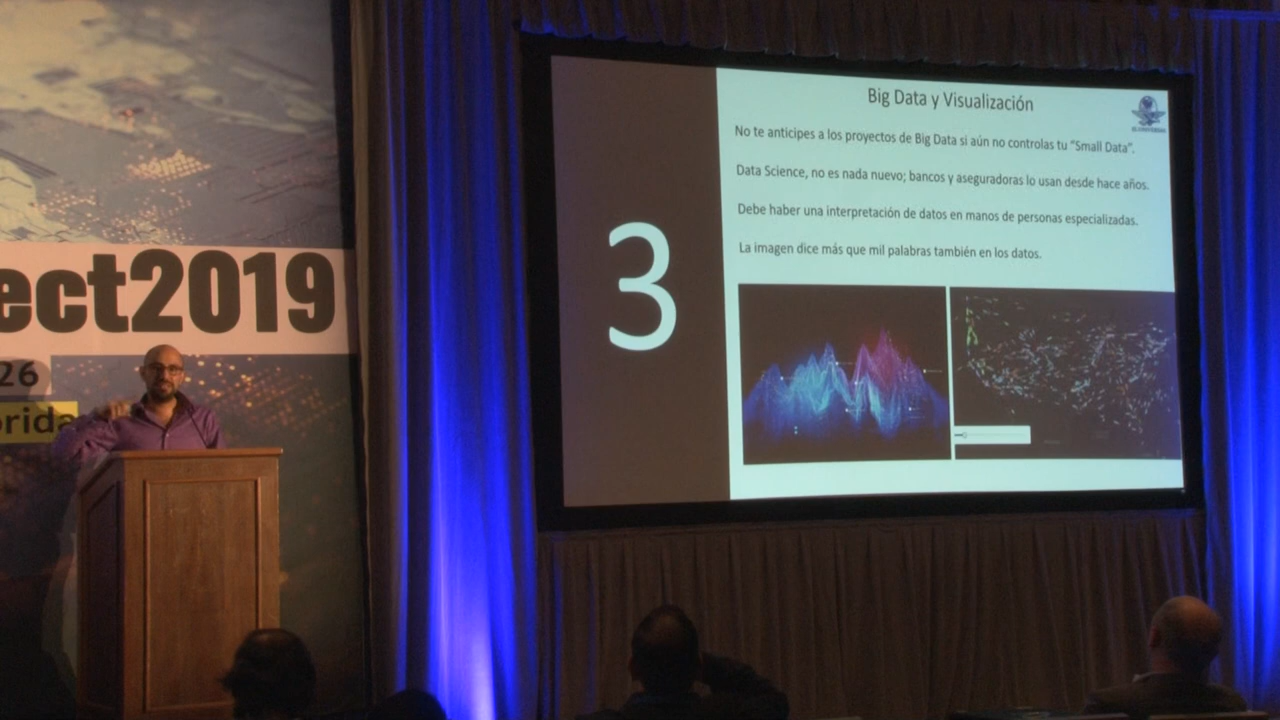 ect2019
26
orida
3
Big Data y Visualización
No te anticipes a los proyectos de Big Data si aún no controlas tu “Small Data”.
Data Science, no es nada nuevo; bancos y aseguradoras lo usan desde hace años.
Debe haber una interpretación de datos en manos de personas especializadas.
La imagen dice más que mil palabras también en los datos.